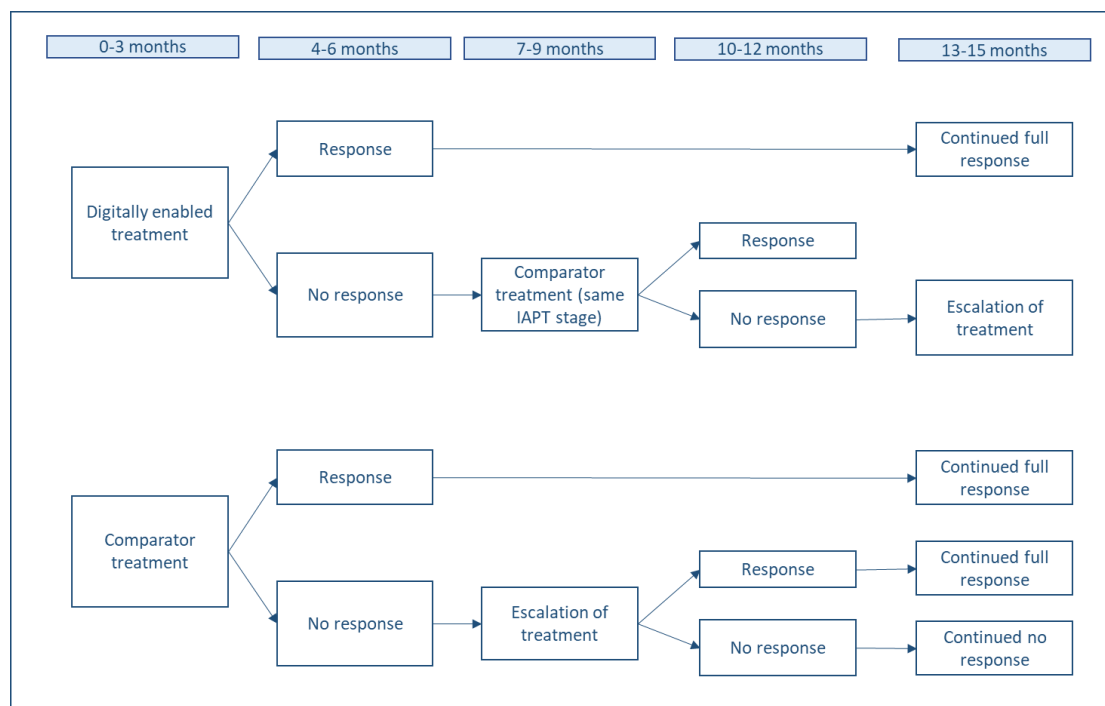 0-3 months
4-6 months
7-9 months
10-12 months
13-15 months
Response
Continued full
response
Digitally enabled
treatment
Response
No response
Comparator
treatment (same
IAPT stage)
No response
Escalation of
treatment
Response
Continued full
response
Comparator
treatment
Response
Continued full
response
No response
Escalation of
treatment
No response
Continued no
response